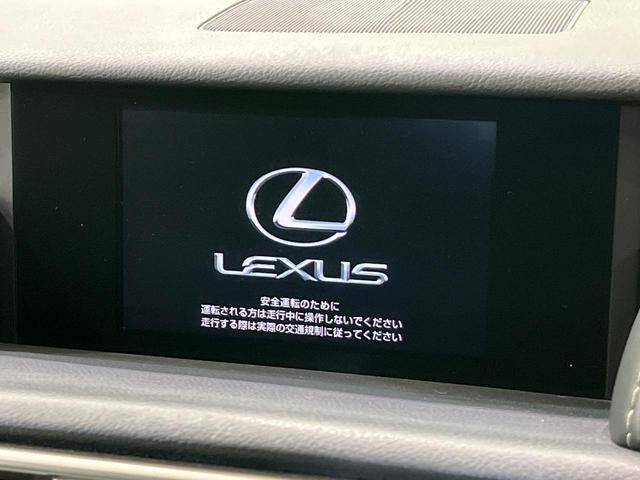 LEXUS
安全運転のために
運転される方は走行中に操作しないでください
走行する際は実際の交通規制に従ってください